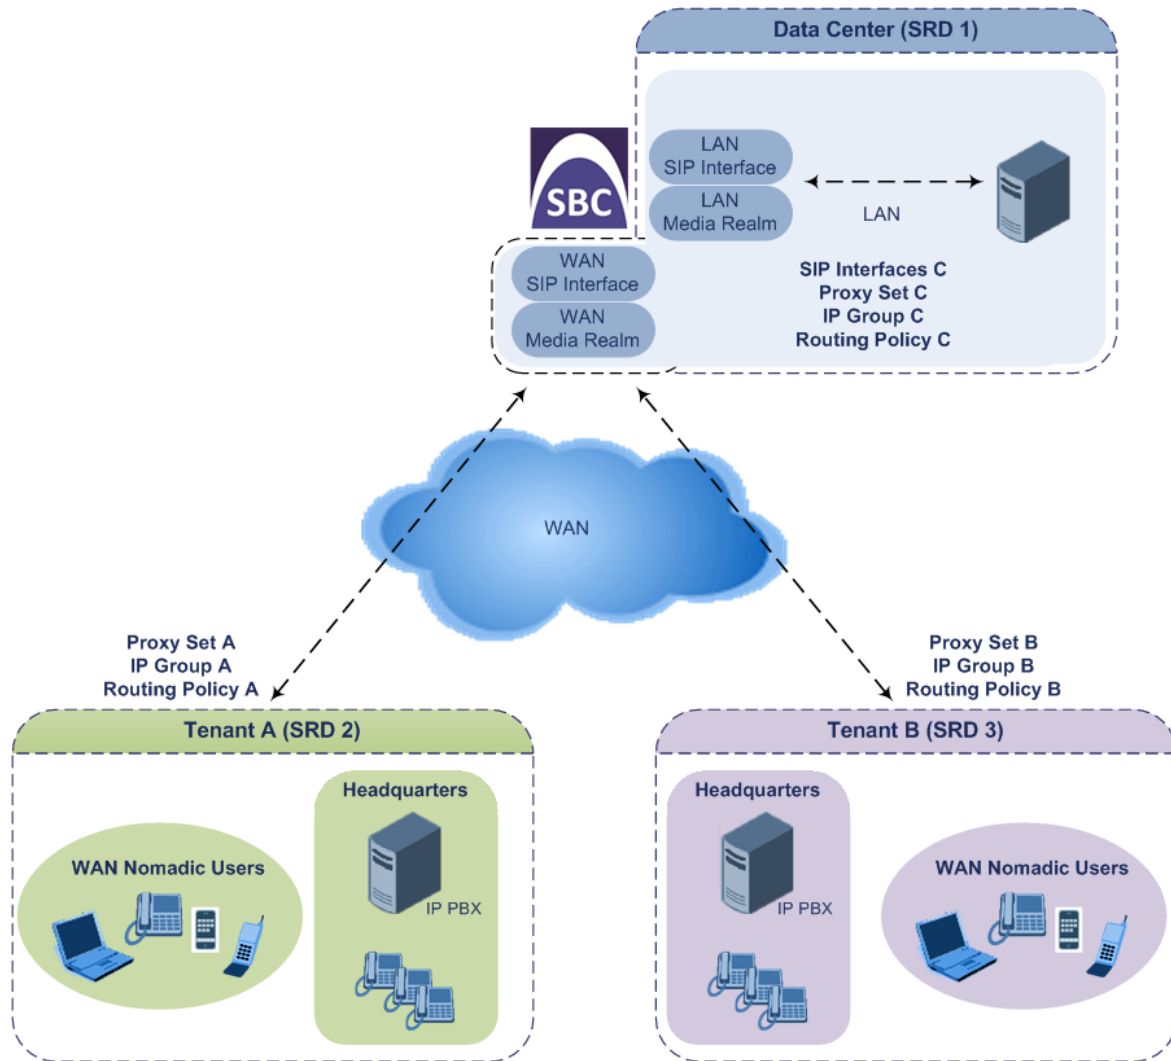 Data Center (SRD 1)
SBC
LAN
SIP Interface
LAN
Media Realm
LAN
WAN
SIP Interface
WAN
Media Realm
SIP Interfaces C
Proxy Set C
IP Group C
Routing Policy C
WAN
Proxy Set A
IP Group A
Routing Policy A
Proxy Set B
IP Group B
Routing Policy B
Tenant A (SRD 2)
WAN Nomadic Users
Headquarters
IP PBX
Tenant B (SRD 3)
Headquarters
IP PBX
WAN Nomadic Users